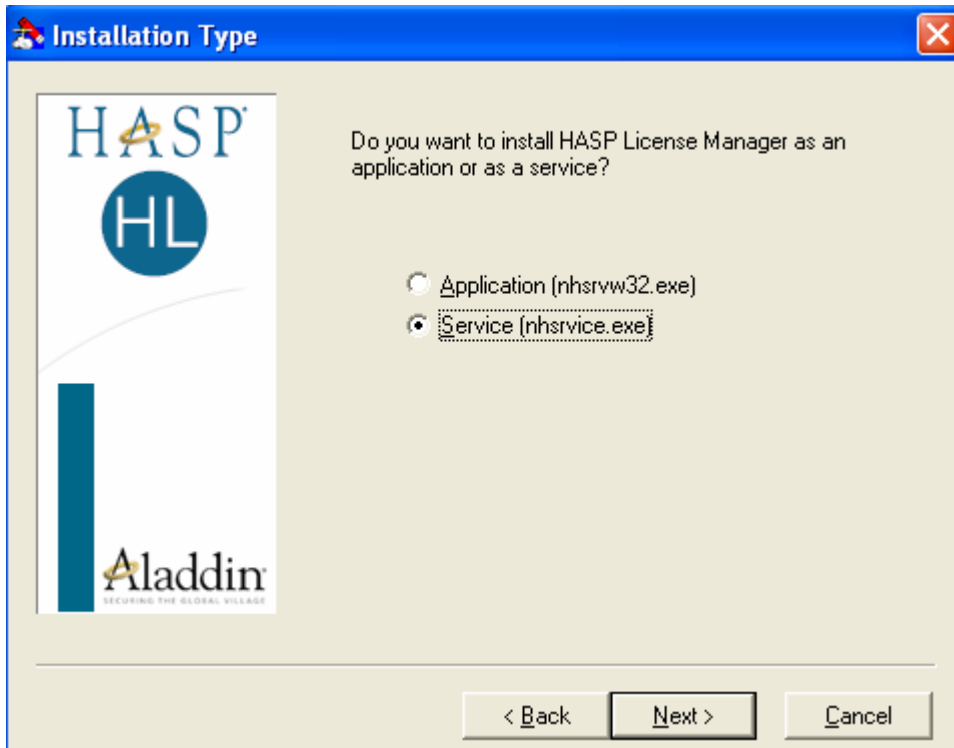 Installation Type
HASP
HL
Aladdin
SECURING THE GLOBAL VILLAGE
Do you want to install HASP License Manager as an
application or as a service?
Application (nhsrvw32.exe)
Service (nhsrvice.exe)
< Back
Next >
Cancel